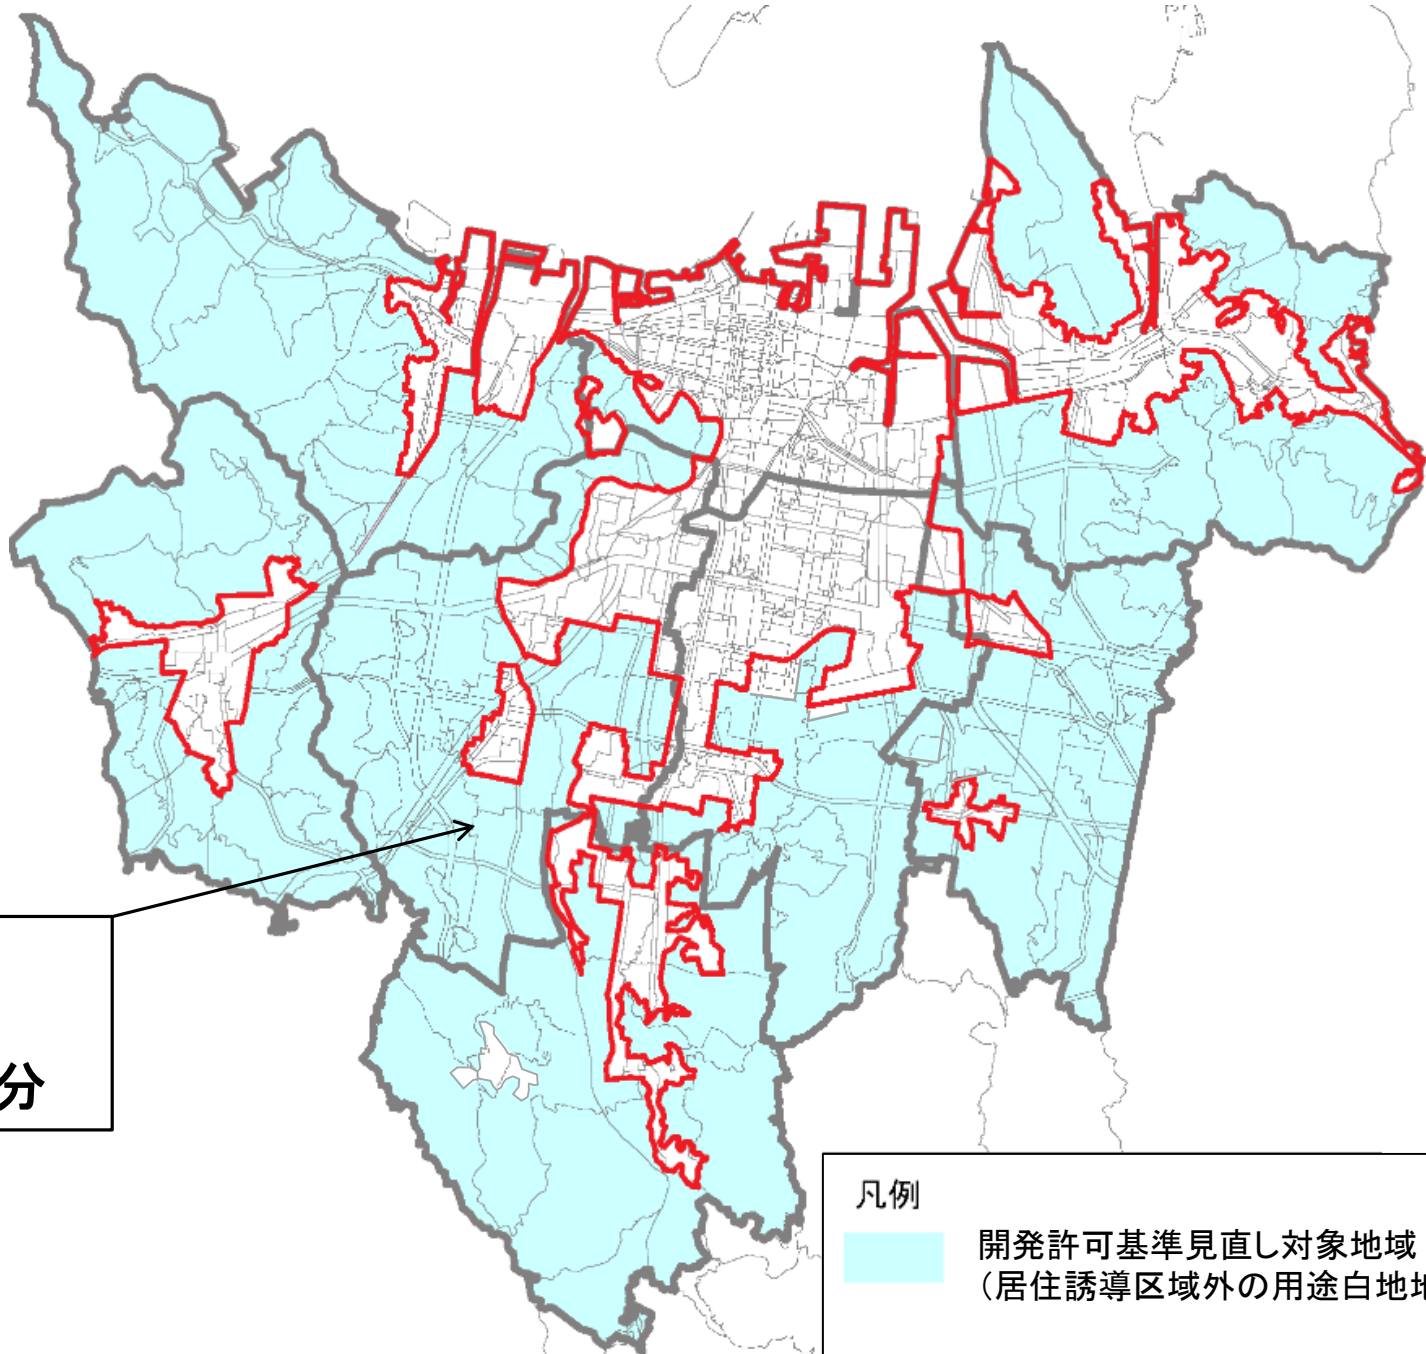 分
凡例
開発許可基準見直し対象地域
（居住誘導区域外の用途白地